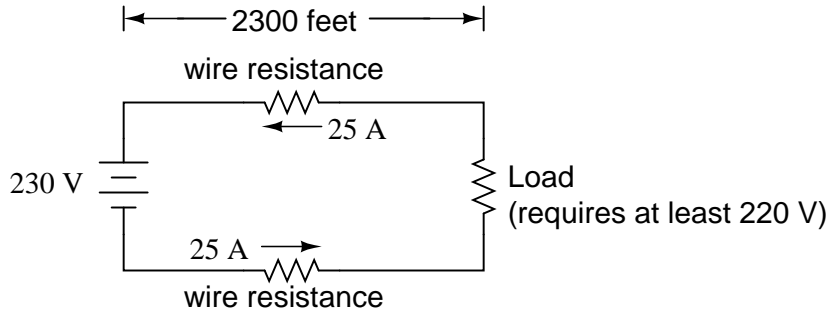 2300 feet
wire resistance
25 A
230 V
Load
(requires at least 220 V)
25 A
wire resistance